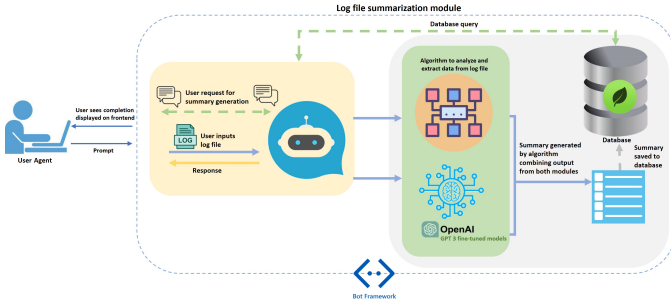 Log file summarization module
Database query
Algorithm to analyze and
extract data from log file
User request for
summary generation
User sees completion
displayed on frontend
LOG
User inputs
log file
User Agent
Prompt
Response
Summary generated
by algorithm
combining output
from both modules
Database
Summary
saved to
database
OpenAI
GPT 3 fine-tuned models
Bot Framework